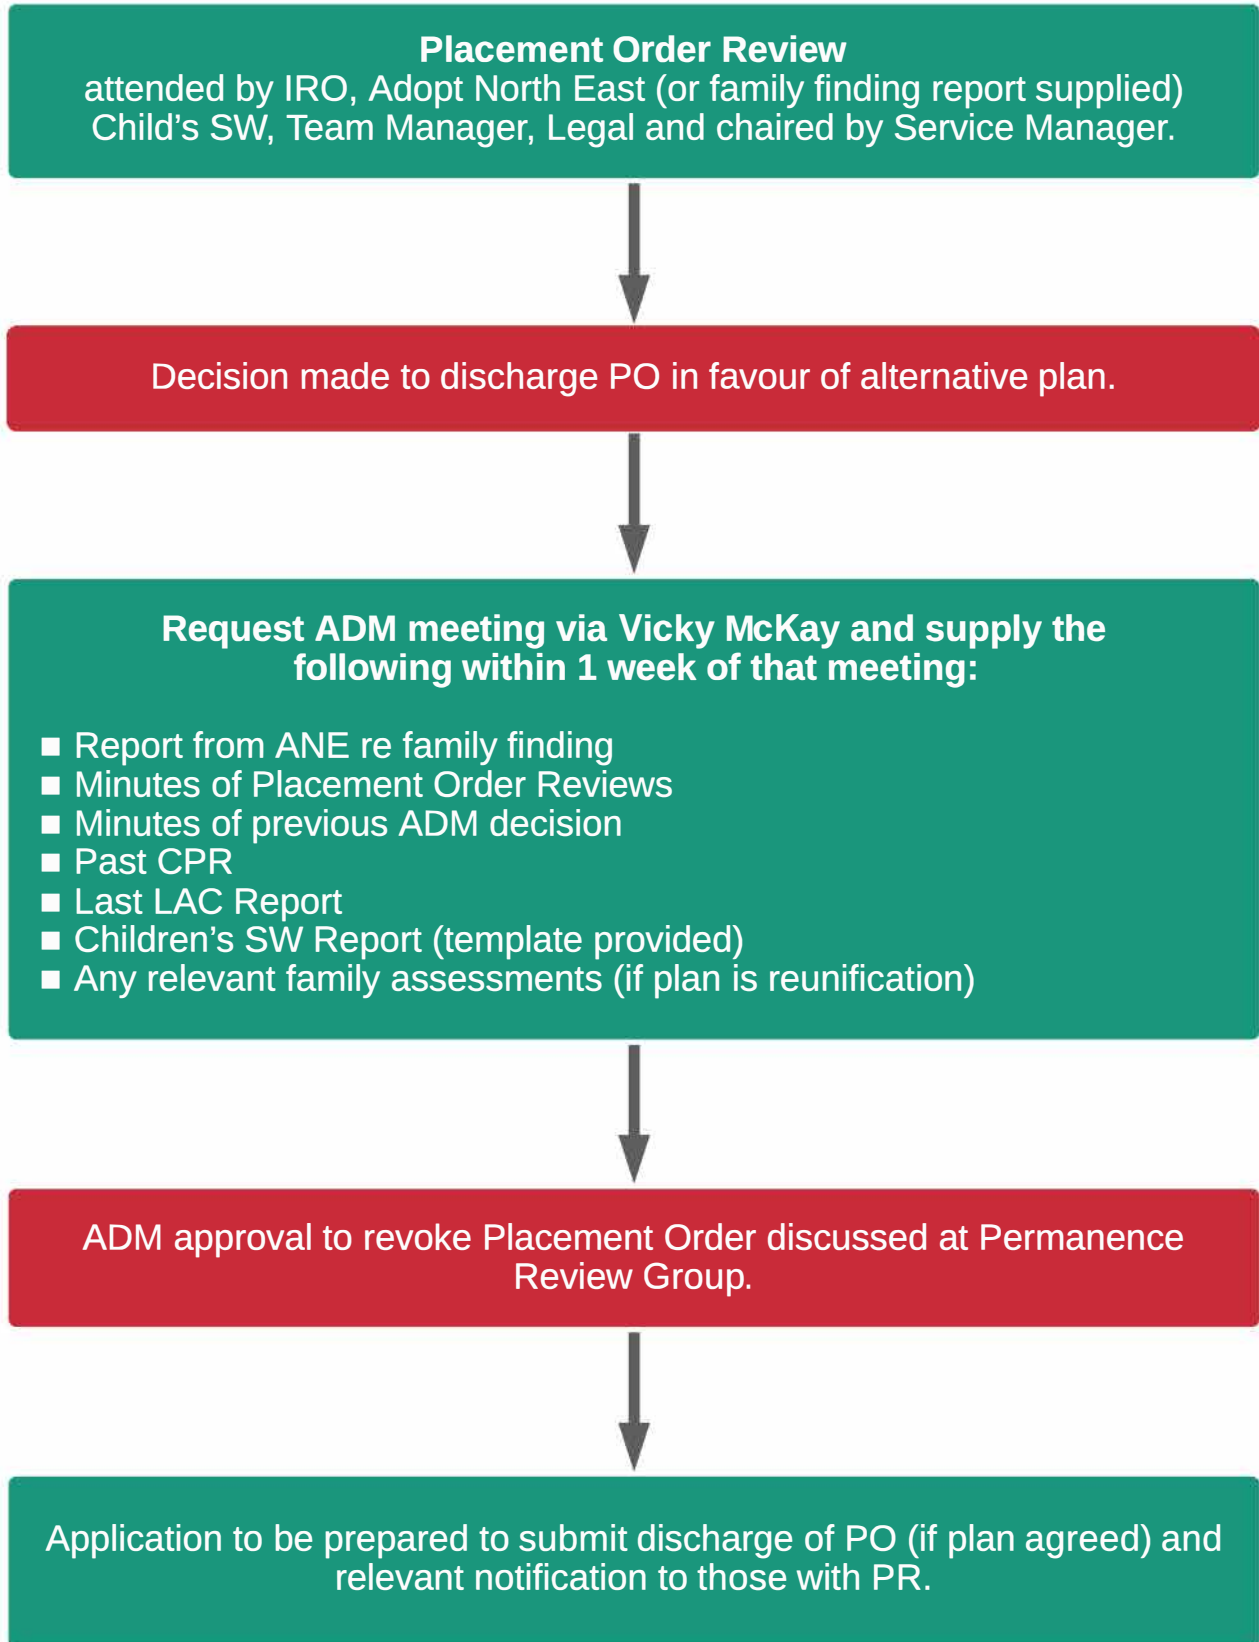 Placement Order Review
attended by IRO, Adopt North East (or family finding report supplied)
Child’s SW, Team Manager, Legal and chaired by Service Manager.
Decision made to discharge PO in favour of alternative plan.
Request ADM meeting via Vicky McKay and supply the
following within 1 week of that meeting:
■ Report from ANE re family finding
■ Minutes of Placement Order Reviews
■ Minutes of previous ADM decision
■ Past CPR
■ Last LAC Report
■ Children’s SW Report (template provided)
■ Any relevant family assessments (if plan is reunification)
ADM approval to revoke Placement Order discussed at Permanence
Review Group.
Application to be prepared to submit discharge of PO (if plan agreed) and
relevant notification to those with PR.